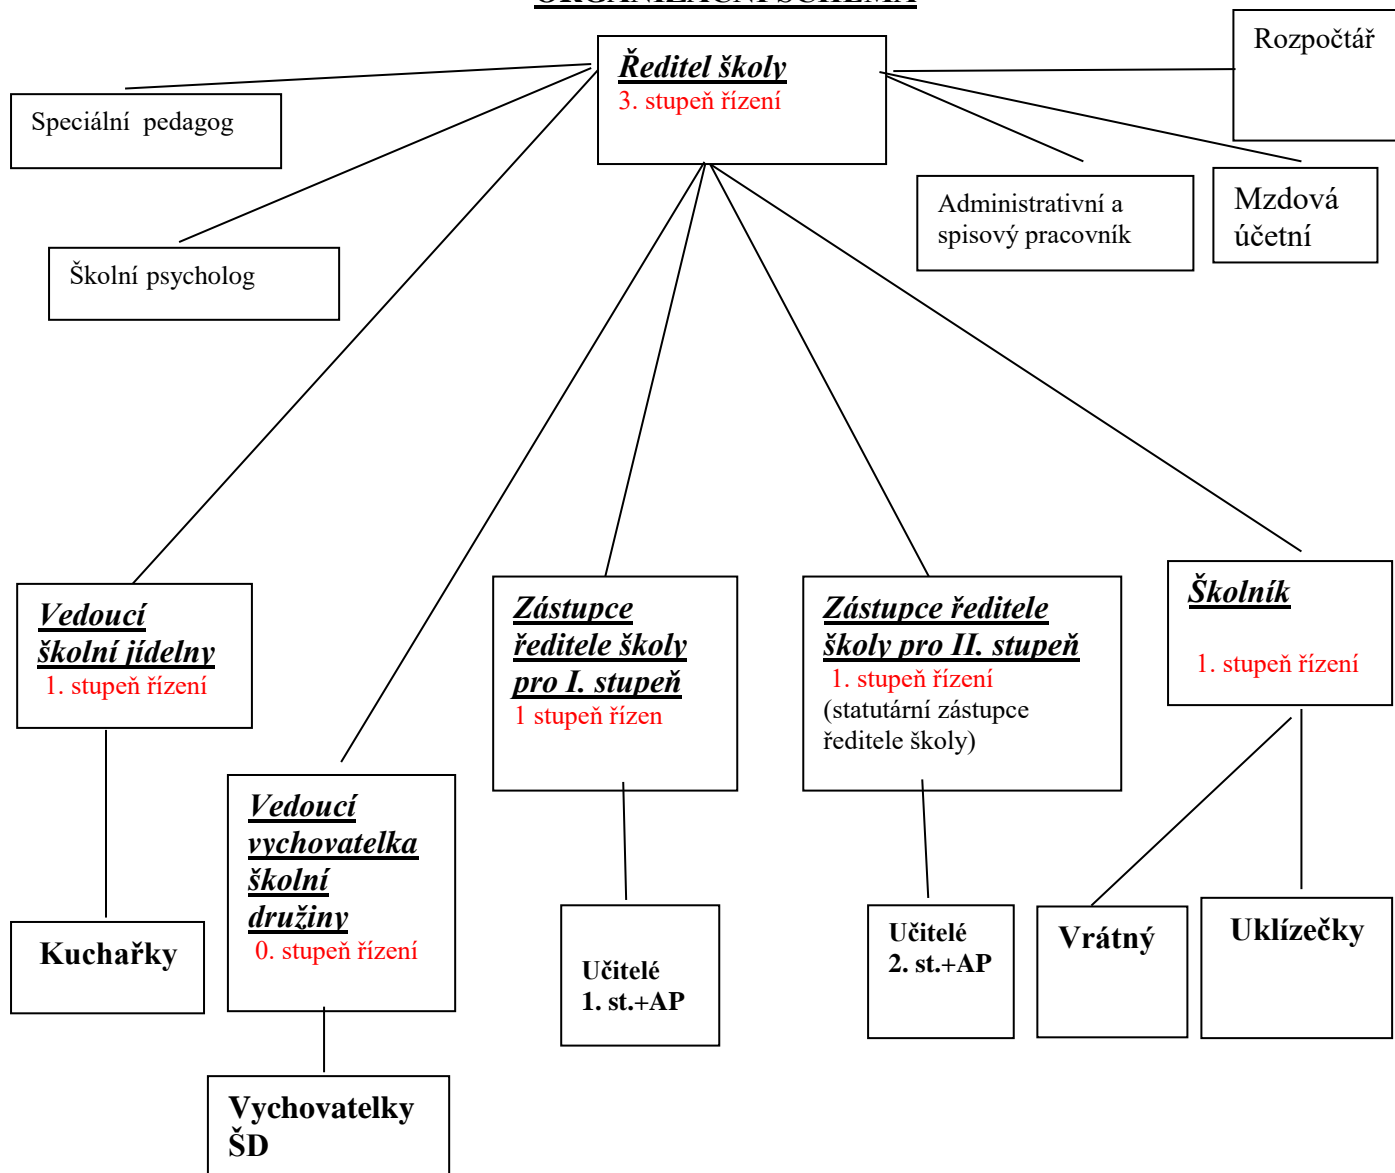 ORGANIZAČNÍ SCHÉMA
Ředitel školy
3. stupeň řízení
Rozpočtář
Speciální pedagog
Školní psycholog
Administrativní a
spisový pracovník
Mzdová
účetní
Vedoucí
školní jídelny
1. stupeň řízení
Vedoucí
vychovatelka
školní
družiny
0. stupeň řízení
Zástupce
ředitele školy
pro I. stupeň
1 stupeň řízen
Zástupce ředitele
školy pro II. stupeň
1. stupeň řízení
(statutární zástupce
ředitele školy)
Školník
1. stupeň řízení
Kuchařky
Učitelé
1. st.+AP
Učitelé
2. st.+AP
Vrátný
Uklízečky
Vychovatelky
ŠD